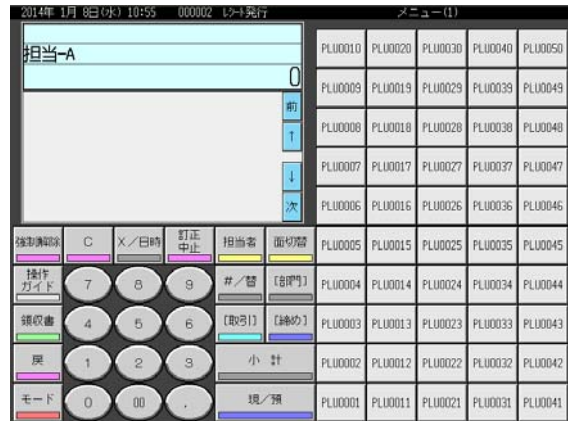 2014年 1月 8日(水) 10:55 000002 レシート発行 メニュー(1)
担当-A
0
前
↑
↓
次
PLU0010 PLU0020 PLU0030 PLU0040 PLU0050
PLU0009 PLU0019 PLU0029 PLU0039 PLU0049
PLU0008 PLU0018 PLU0028 PLU0038 PLU0048
PLU0007 PLU0017 PLU0027 PLU0037 PLU0047
PLU0006 PLU0016 PLU0026 PLU0036 PLU0046
強制解除 C X/日時 訂正 担当者 面切替 PLU0005 PLU0015 PLU0025 PLU0035 PLU0045
中止
操作 7 8 9 #/替 [部門] PLU0004 PLU0014 PLU0024 PLU0034 PLU0044
ガイド
領収書 4 5 6 [取引] [締め] PLU0003 PLU0013 PLU0023 PLU0033 PLU0043
戻 1 2 3 小 計 PLU0002 PLU0012 PLU0022 PLU0032 PLU0042
モード 0 00 . 現/預 PLU0001 PLU0011 PLU0021 PLU0031 PLU0041